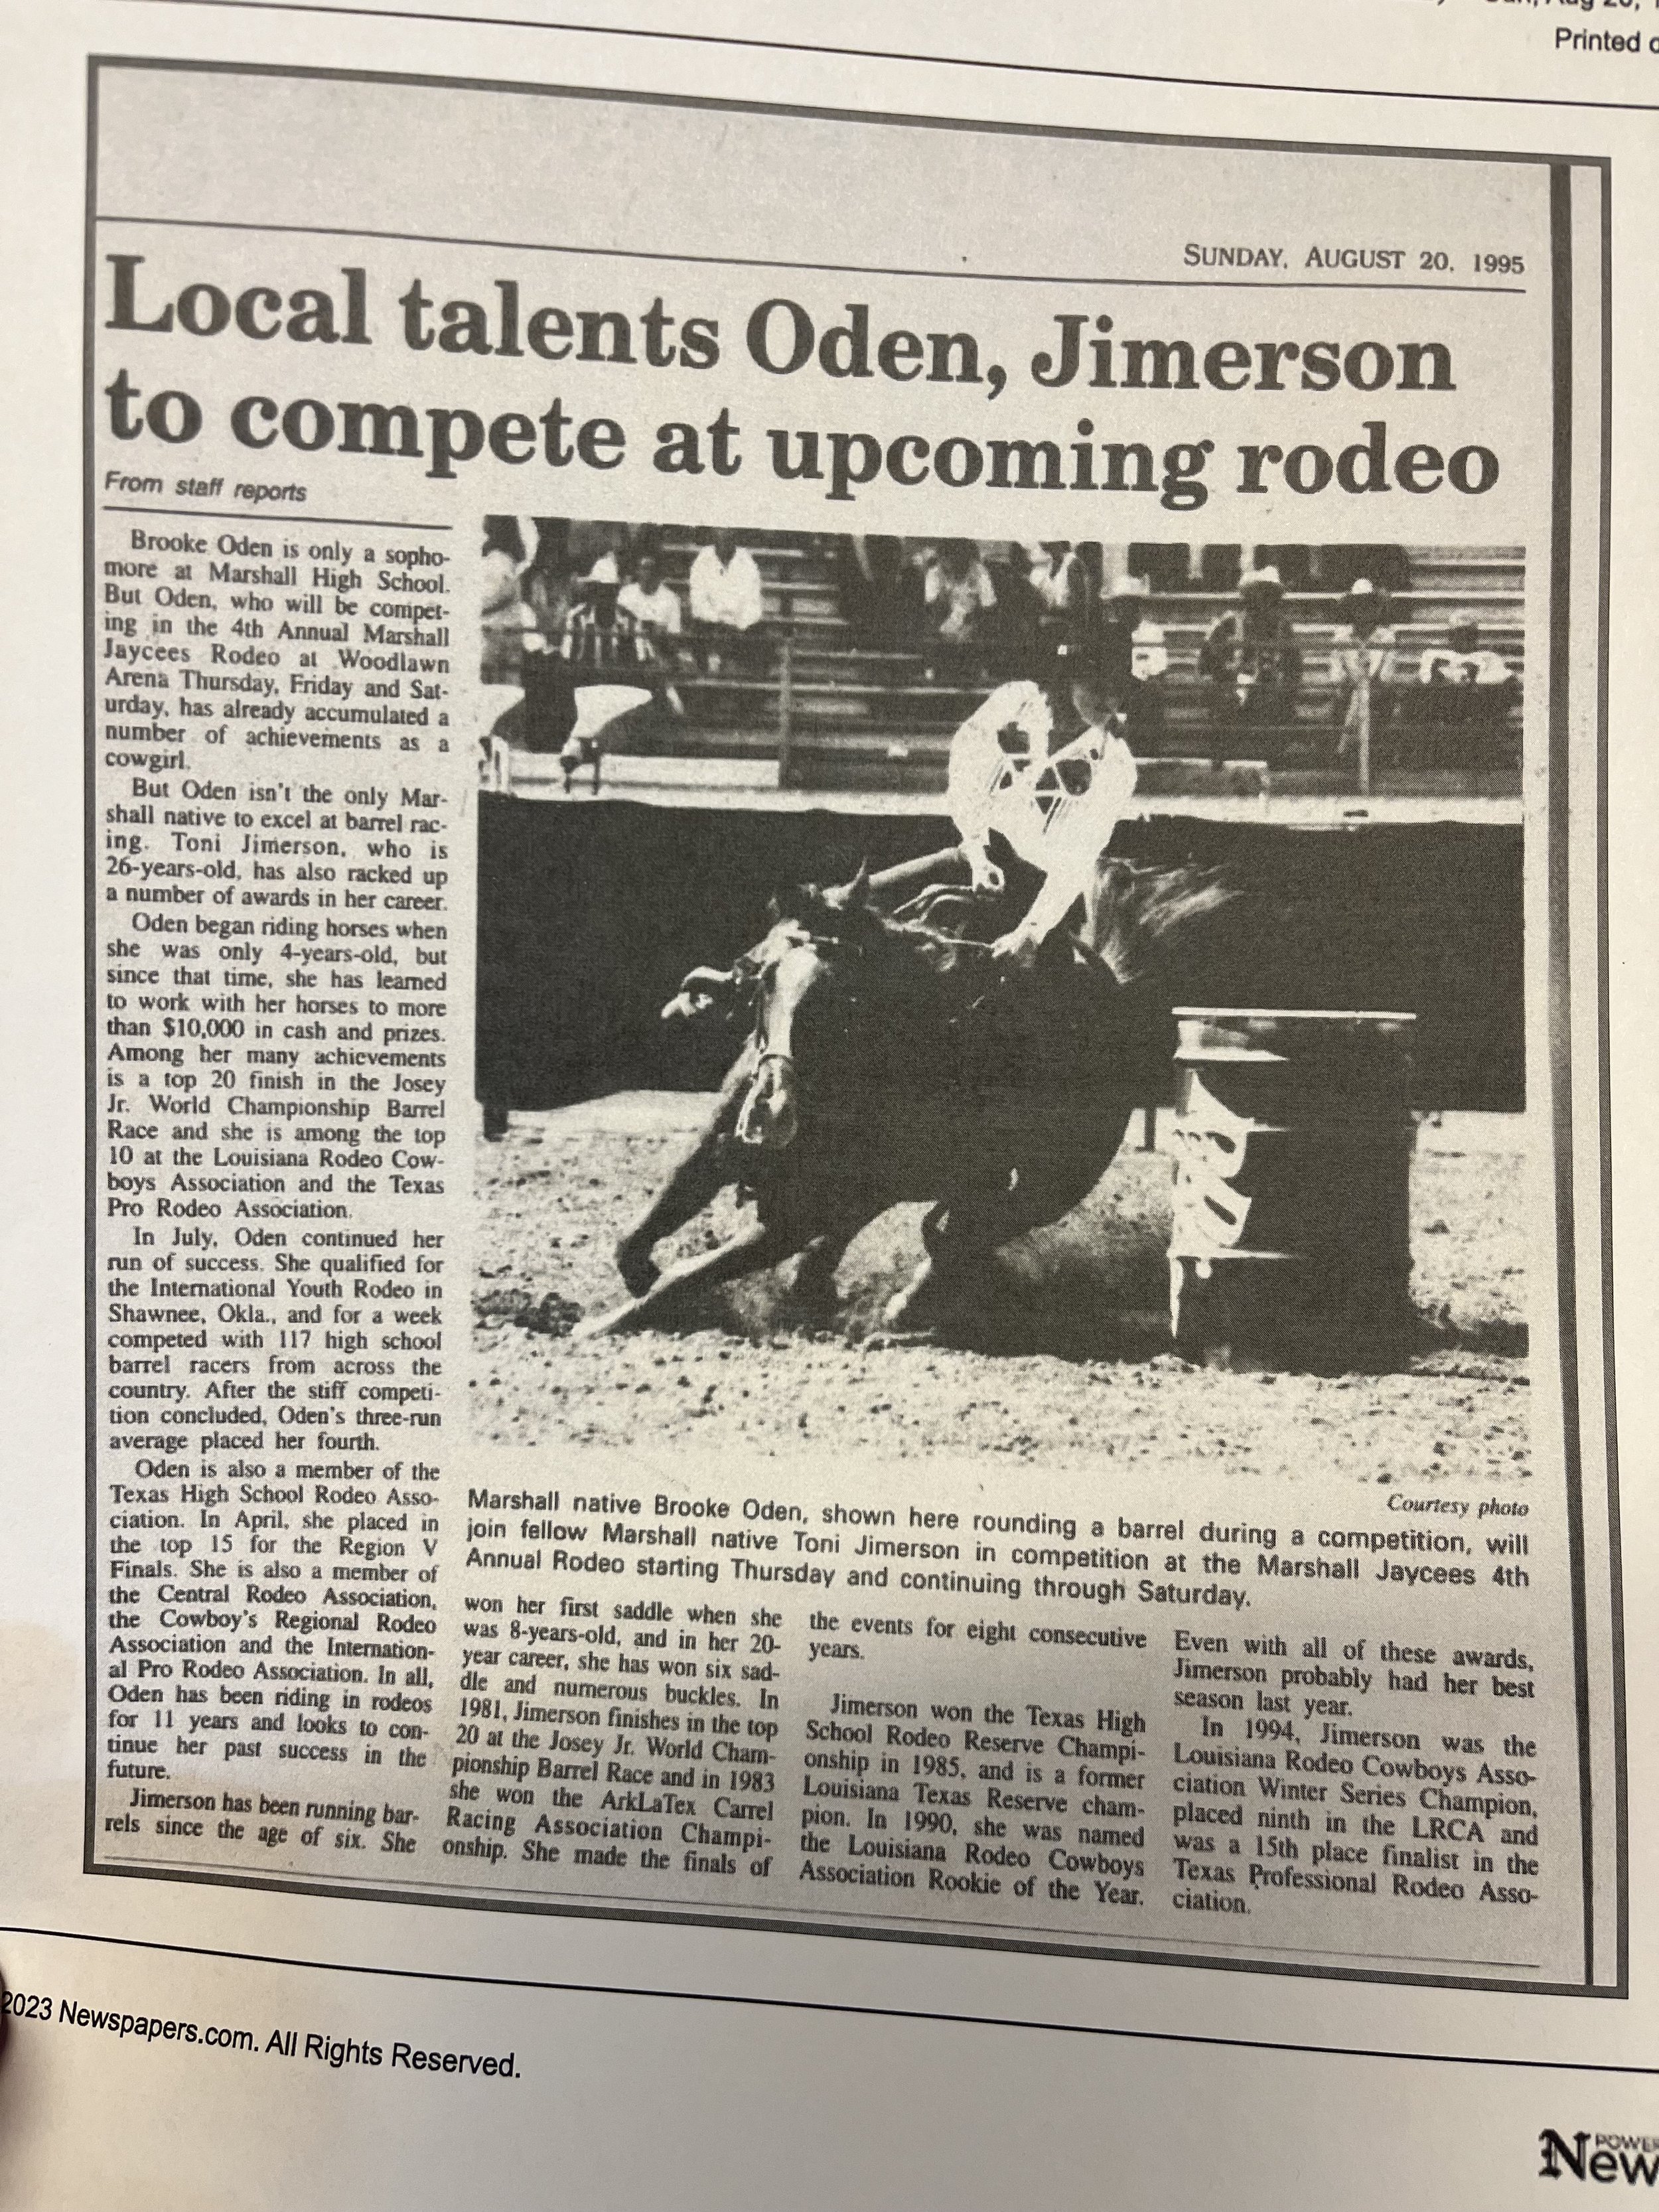 Printed
SUNDAY, AUGUST 20, 1995
Local talents Oden, Jimerson
to compete at upcoming rodeo
From staff reports
Brooke Oden is only a sopho-
more at Marshall High School.
But Oden, who will be compet-
ing in the 4th Annual Marshall
Jaycees Rodeo at Woodlawn
Arena Thursday, Friday and Sat-
urday, has already accumulated a
number of achievements as a
cowgirl.
But Oden isn't the only Mar-
shall native to excel at barrel rac-
ing. Toni Jimerson, who is
26-years-old, has also racked up
a number of awards in her career.
Oden began riding horses when
she was only 4-years-old, but
since that time, she has learned
to work with her horses to more
than $10,000 in cash and prizes.
Among her many achievements
is a top 20 finish in the Josey
Jr. World Championship Barrel
Race and she is among the top
10 at the Louisiana Rodeo Cow-
boys Association and the Texas
Pro Rodeo Association.
In July, Oden continued her
run of success. She qualified for
the International Youth Rodeo in
Shawnee, Okla., and for a week
competed with 117 high school
barrel racers from across the
country. After the stiff competi-
tion concluded, Oden's three-run
average placed her fourth.
Oden is also a member of the
Texas High School Rodeo Asso-
ciation. In April, she placed in
the top 15 for the Region V
Finals. She is also a member of
the Central Rodeo Association,
the Cowboy's Regional Rodeo
Association and the Internation-
al Pro Rodeo Association. In all,
Oden has been riding in rodeos
for 11 years and looks to con-
tinue her past success in the
future.
Jimerson has been running bar-
rels since the age of six. She
Courtesy photo
Marshall native Brooke Oden, shown here rounding a barrel during a competition, will
join fellow Marshall native Toni Jimerson in competition at the Marshall Jaycees 4th
Annual Rodeo starting Thursday and continuing through Saturday.
won her first saddle when she
was 8-years-old, and in her 20-
year career, she has won six sad-
dle and numerous buckles. In
1981, Jimerson finishes in the top
20 at the Josey Jr. World Cham-
pionship Barrel Race and in 1983
she won the ArkLaTex Carrel
Racing Association Champi-
onship. She made the finals of
the events for eight consecutive
years.
Jimerson won the Texas High
School Rodeo Reserve Champi-
onship in 1985, and is a former
Louisiana Texas Reserve cham-
pion. In 1990, she was named
the Louisiana Rodeo Cowboys
Association Rookie of the Year.
Even with all of these awards,
Jimerson probably had her best
season last year.
In 1994, Jimerson was the
Louisiana Rodeo Cowboys Asso-
ciation Winter Series Champion,
placed ninth in the LRCA and
was a 15th place finalist in the
Texas Professional Rodeo Asso-
ciation.
2023 Newspapers.com. All Rights Reserved.
POWER
New